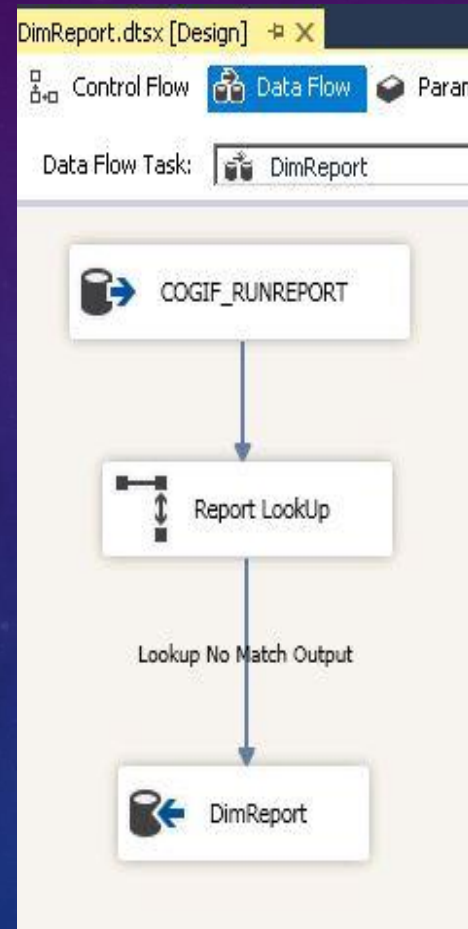 DimReport.dtsx [Design]
Control Flow Data Flow Param
Data Flow Task: DimReport
COGIF_RUNREPORT
Report LookUp
Lookup No Match Output
DimReport